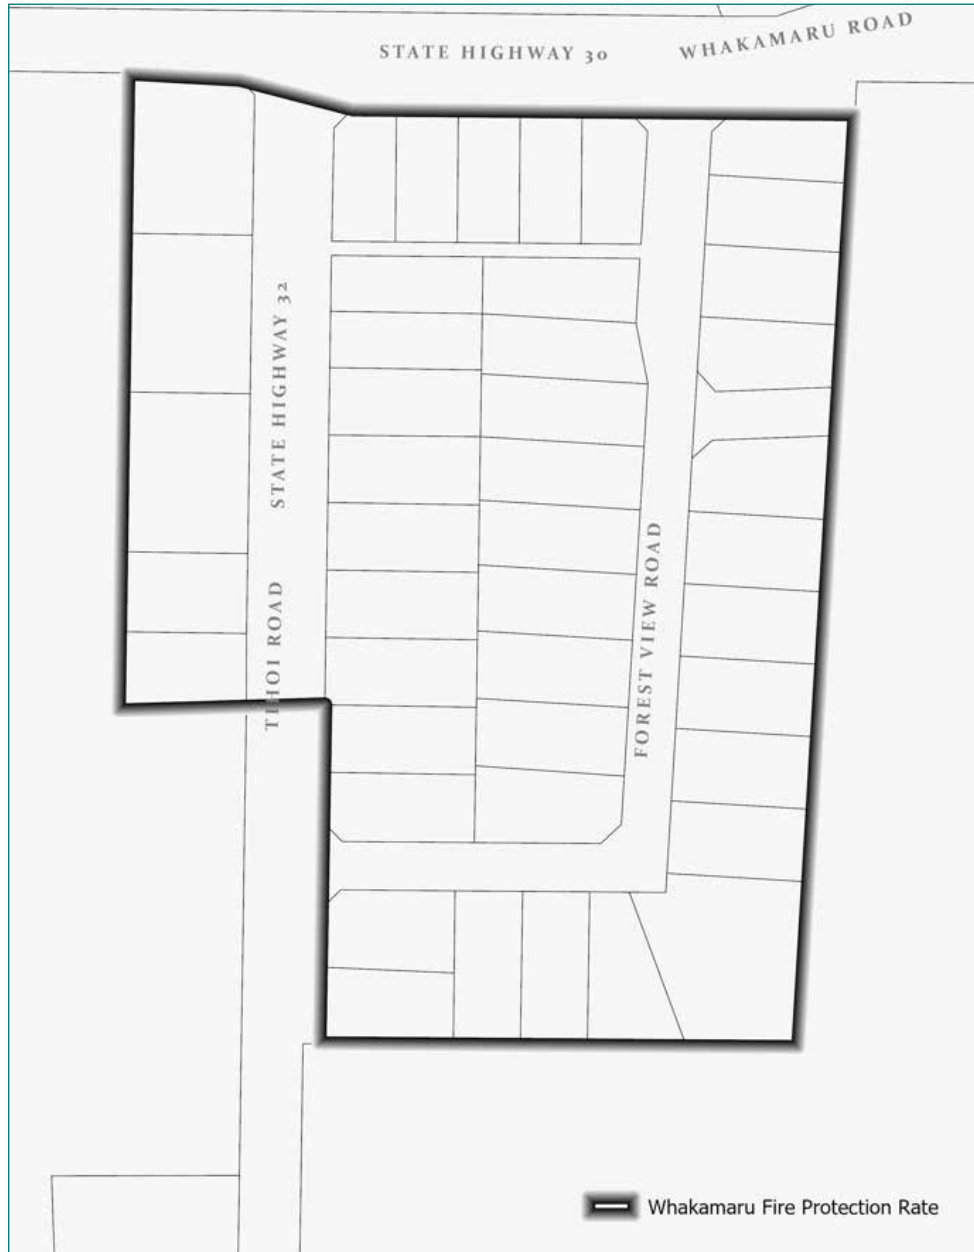 STATE HIGHWAY 30
WHAKAMARU ROAD
STATE HIGHWAY 32
TIHOI ROAD
FOREST VIEW ROAD
Whakamaru Fire Protection Rate